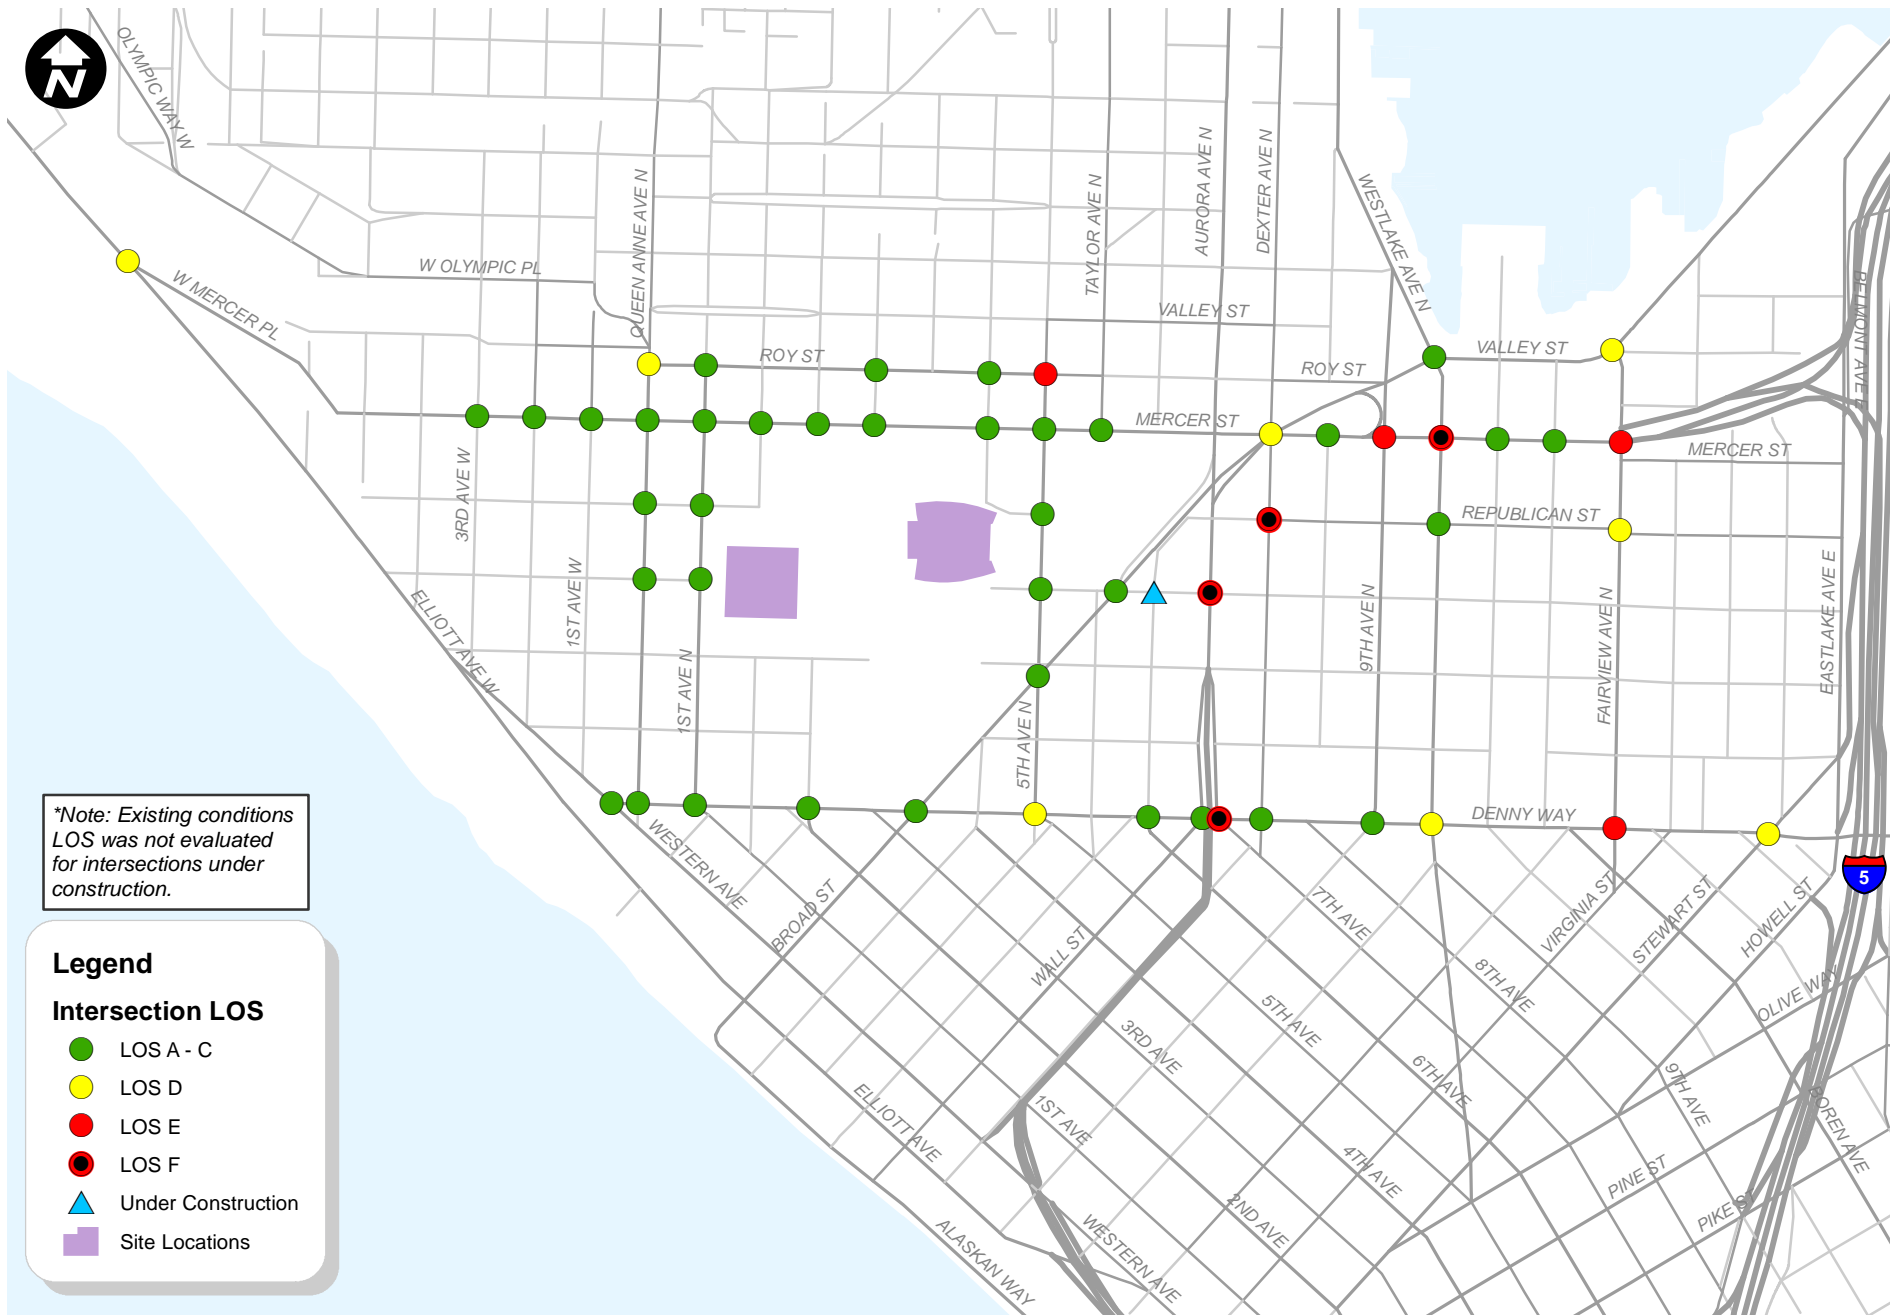 N
OLYMPIC WAY W
QUEEN ANNE AVE N
TAYLOR AVE N
AURORA AVE N
DEXTER AVE N
WESTLAKE AVE N
BELMONT AVE E
W OLYMPIC PL
W MERCER PL
VALLEY ST
ROY ST
ROY ST
VALLEY ST
MERCER ST
MERCER ST
3RD AVE W
REPUBLICAN ST
1ST AVE W
ELLIOTT AVE W
1ST AVE N
5TH AVE N
9TH AVE N
FAIRVIEW AVE N
EASTLAKE AVE E
DENNY WAY
5
WESTERN AVE
BROAD ST
WALL ST
7TH AVE
VIRGINIA ST
STEWART ST
HOWELL ST
OLIVE WAY
8TH AVE
5TH AVE
3RD AVE
6TH AVE
9TH AVE
BOREN AVE
1ST AVE
ELLIOTT AVE
4TH AVE
PINE ST
PIKE ST
2ND AVE
WESTERN AVE
ALASKAN WAY
*Note: Existing conditions
LOS was not evaluated
for intersections under
construction.
Legend
Intersection LOS
LOS A - C
LOS D
LOS E
LOS F
Under Construction
Site Locations